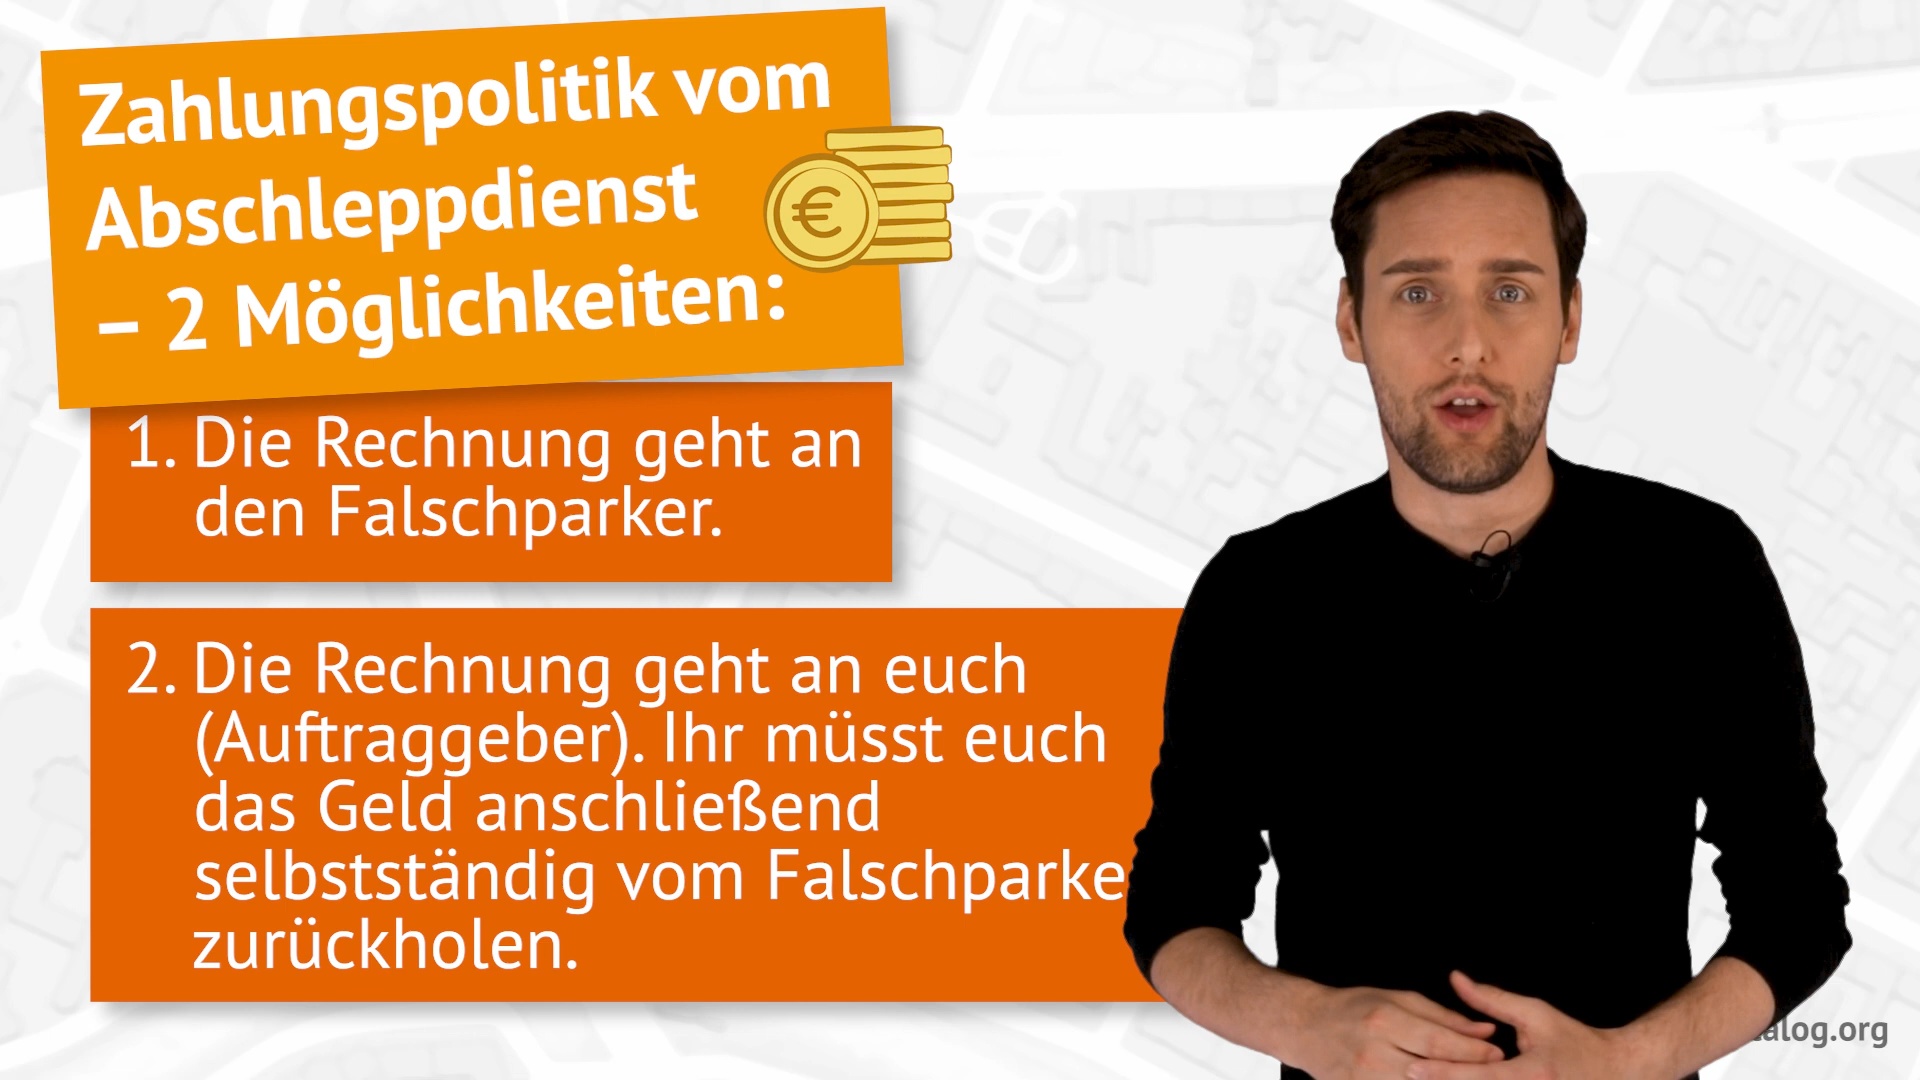 Zahlungspolitik vom
Abschleppdienst
– 2 Möglichkeiten:
€
1. Die Rechnung geht an
den Falschparker.
2. Die Rechnung geht an euch
(Auftraggeber). Ihr müsst euch
das Geld anschließend
selbstständig vom Falschparke
zurückholen.
alog.org